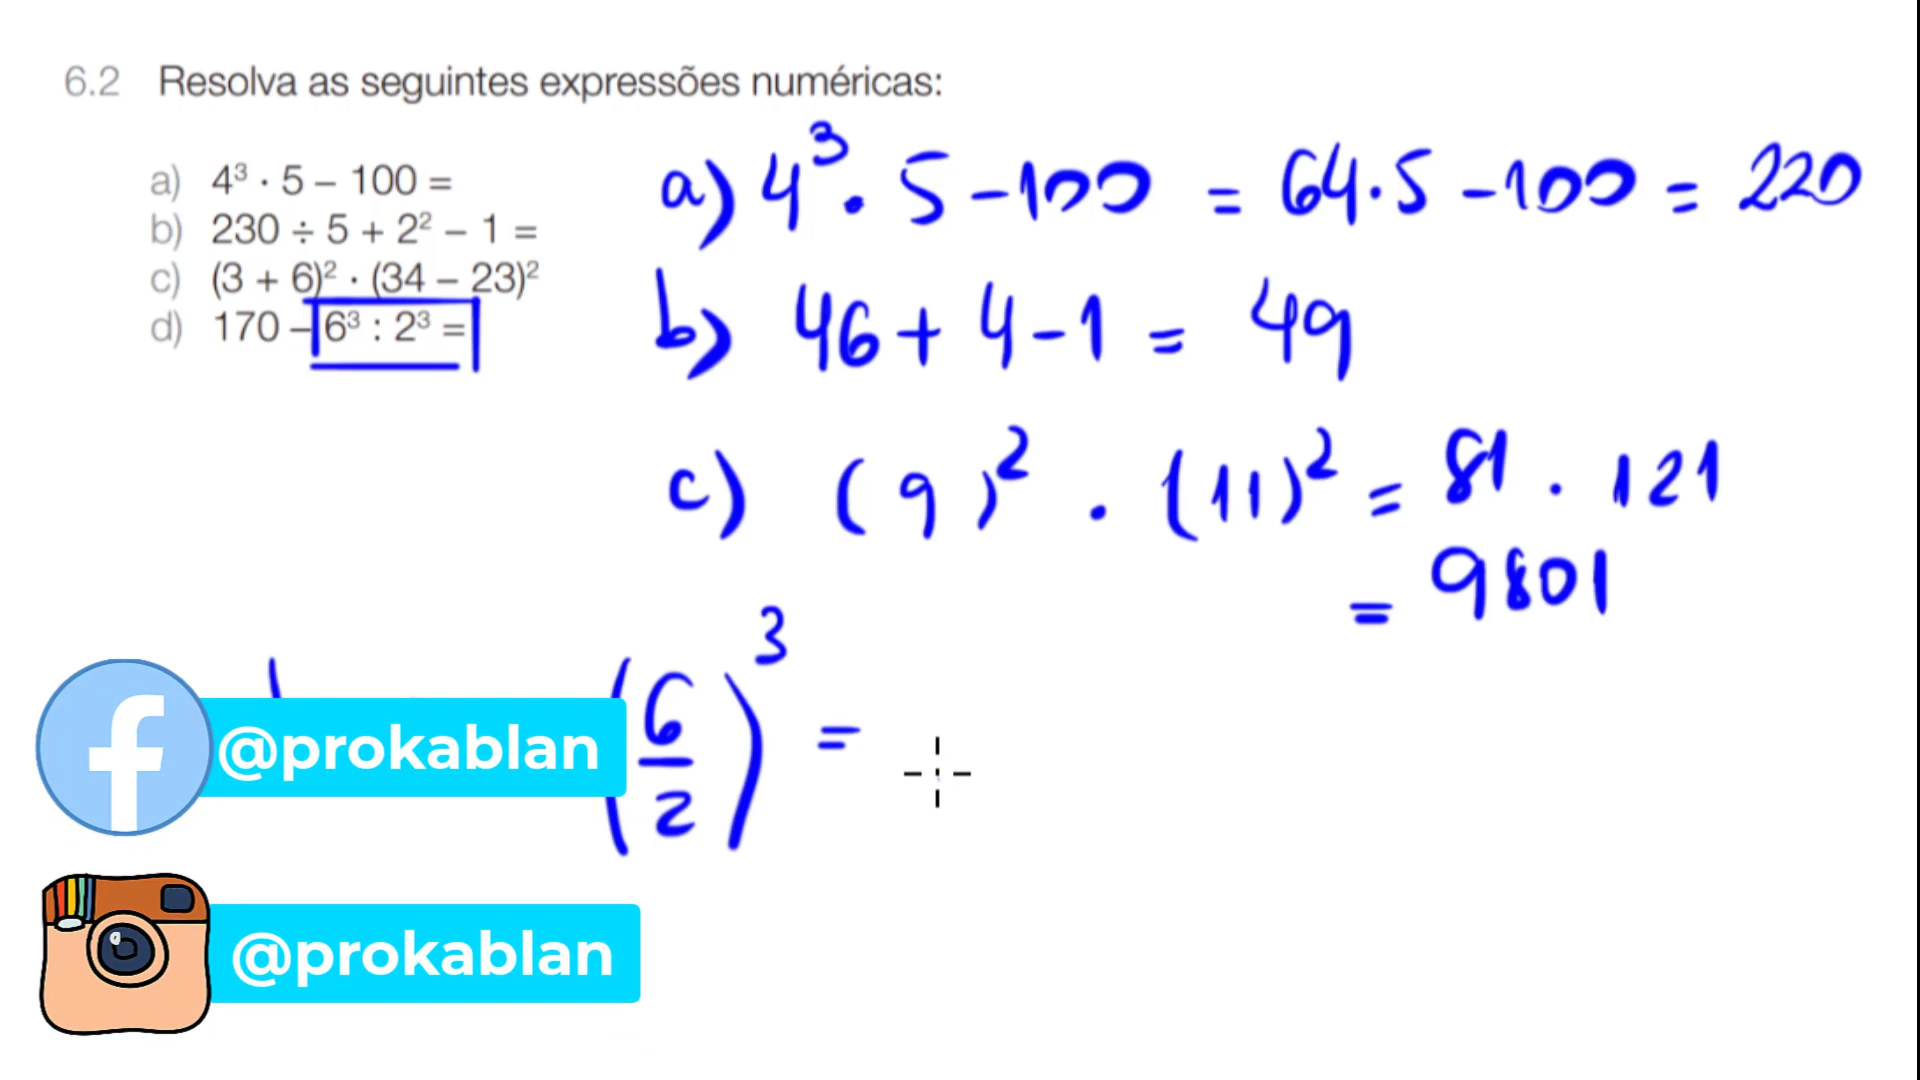 6.2 Resolva as seguintes expressões numéricas:
a) 4³ · 5 – 100 =
b) 230 ÷ 5 + 2² – 1 =
c) (3 + 6)² · (34 – 23)²
d) 170 – 6³ : 2³ =
a) 4³ · 5 – 100 = 64 · 5 – 100 = 220
b) 46 + 4 – 1 = 49
c) (9)² · (11)² = 81 · 121
= 9801
(6/2)³ =
@prokablan
@prokablan